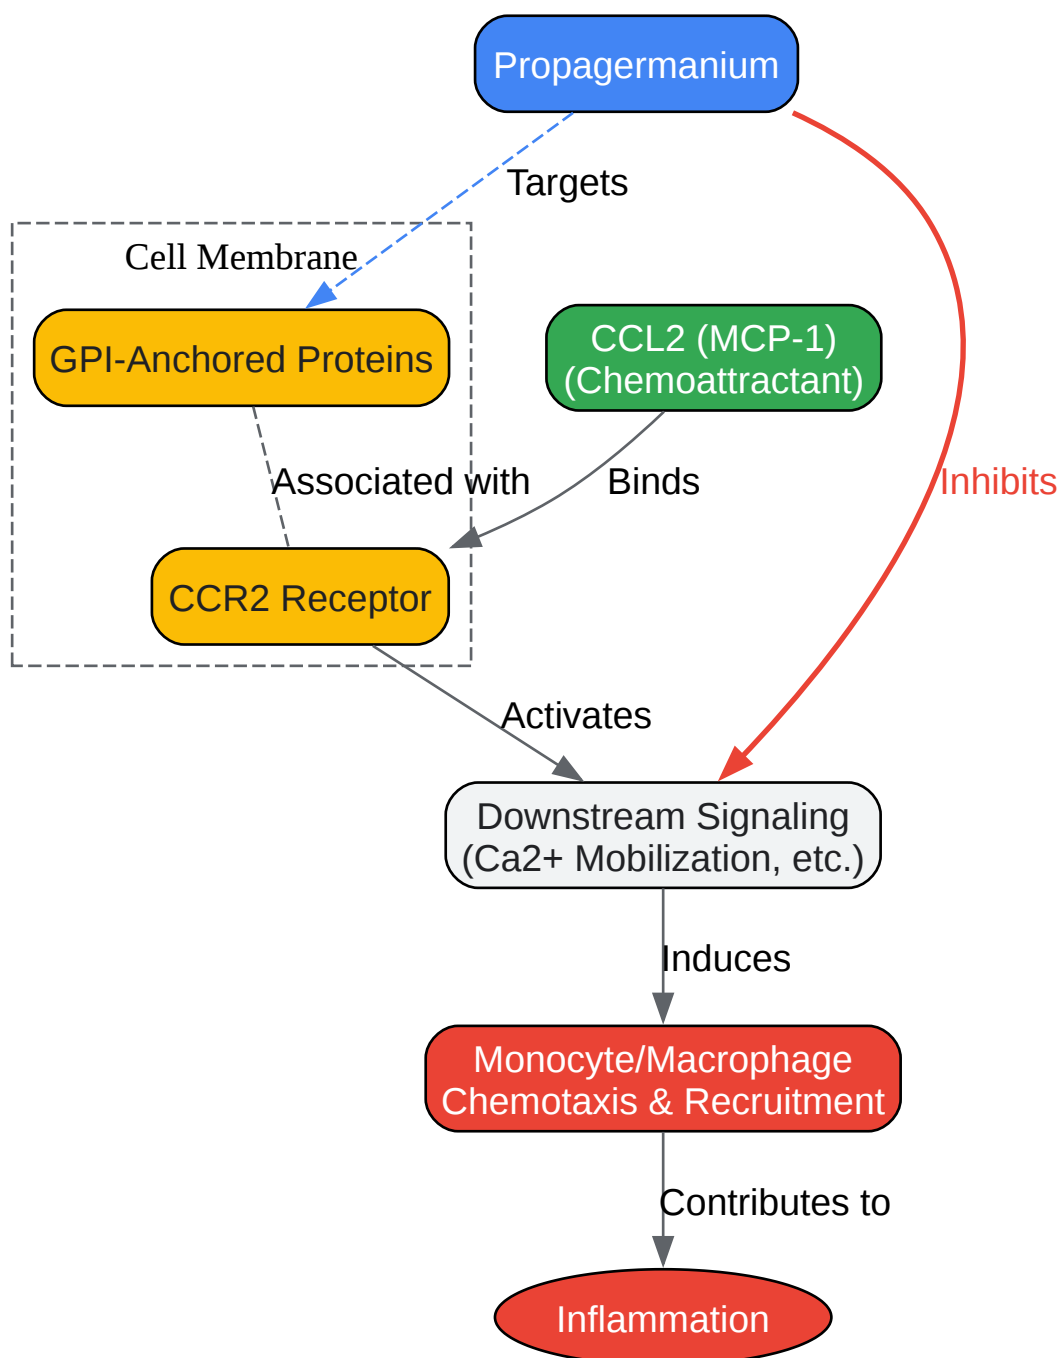 Propagermanium
Targets
Cell Membrane
GPI-Anchored Proteins
CCL2 (MCP-1)
(Chemoattractant)
Associated with
Binds
Inhibits
CCR2 Receptor
Activates
Downstream Signaling
(Ca2+ Mobilization, etc.)
Induces
Monocyte/Macrophage
Chemotaxis & Recruitment
Contributes to
Inflammation